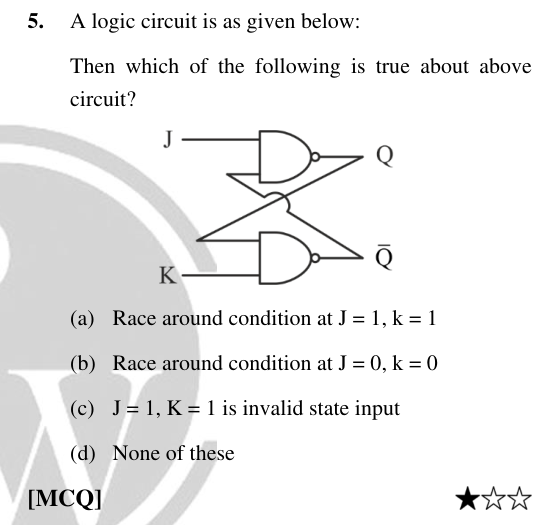 5. A logic circuit is as given below:
Then which of the following is true about above
circuit?
J
Q
Q̅
K
(a) Race around condition at J = 1, k = 1
(b) Race around condition at J = 0, k = 0
(c) J = 1, K = 1 is invalid state input
(d) None of these
[MCQ] ★☆☆